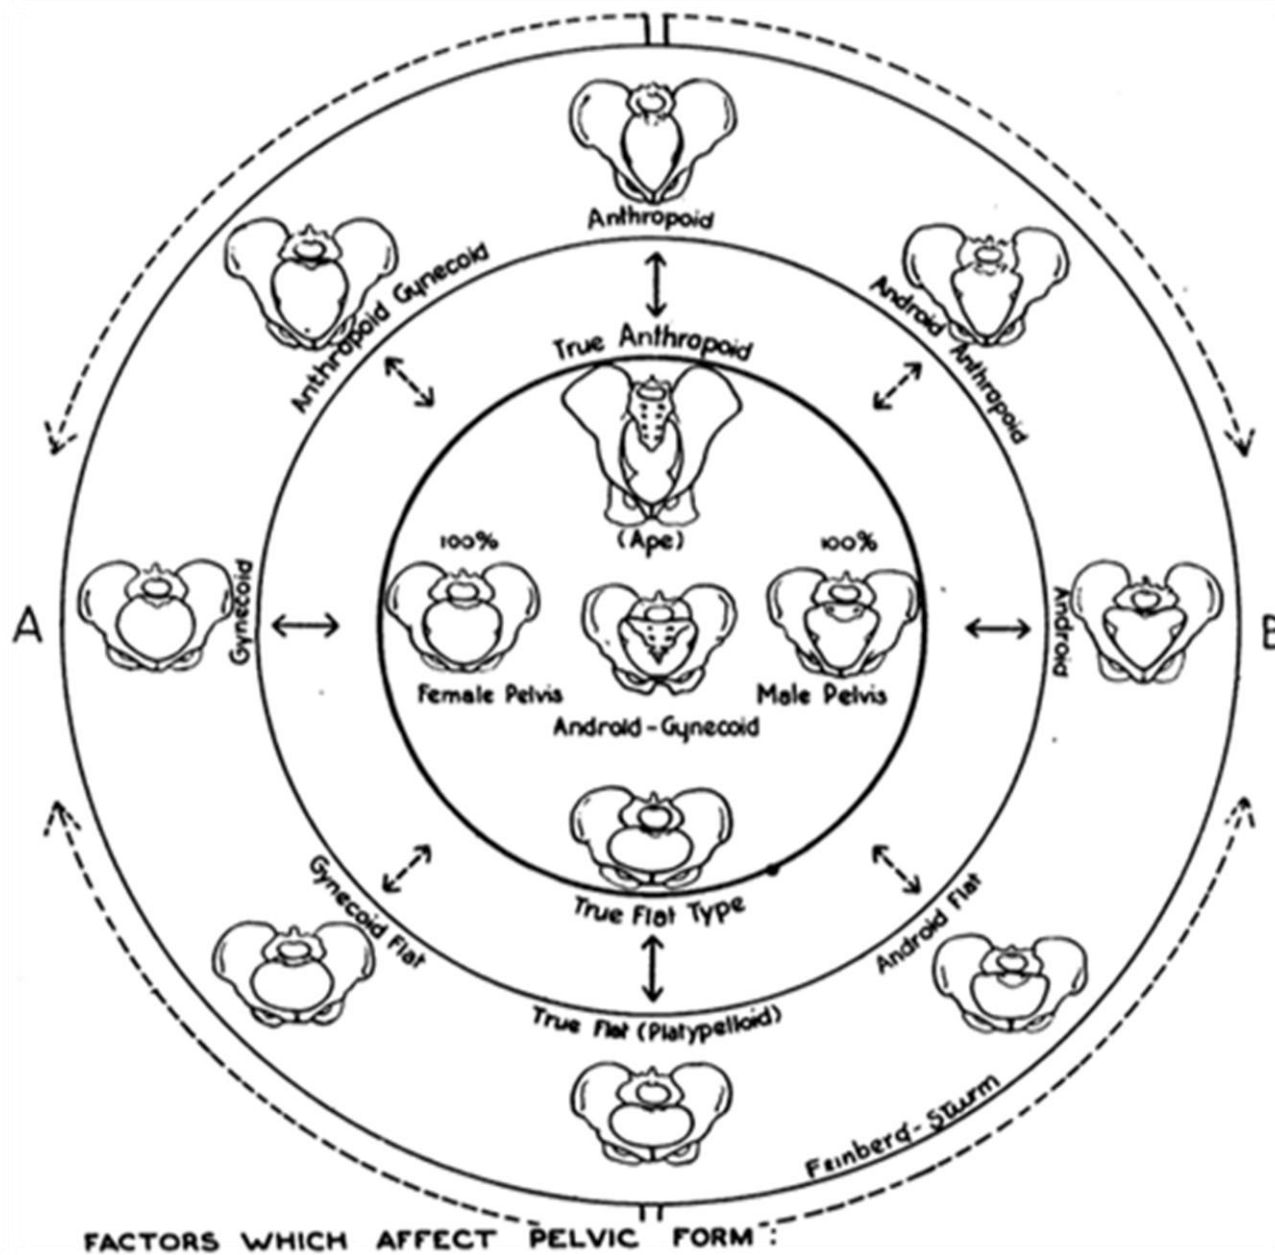 Anthropoid
Anthropoid Gynecoid
Android Anthropoid
True Anthropoid
(Ape)
100%
100%
A
Gynecoid
Android
B
Female Pelvis
Male Pelvis
Android-Gynecoid
True Flat Type
Gynecoid Flat
Android Flat
True Flat (Platypelloid)
Feinberg-Sturm
FACTORS WHICH AFFECT PELVIC FORM: